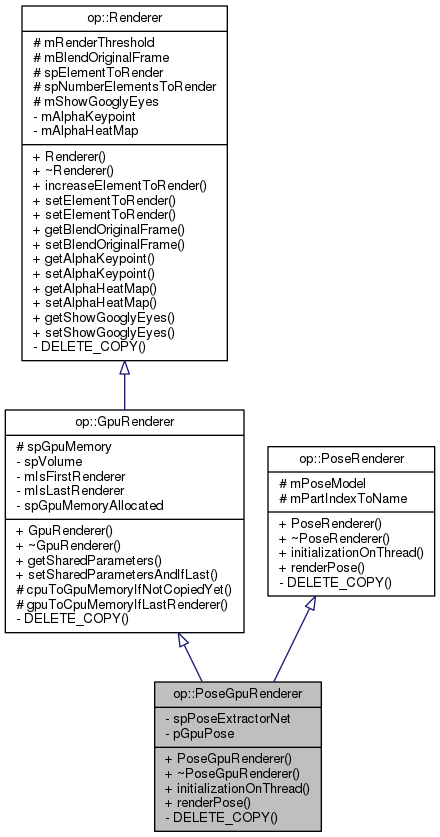 op::Renderer
# mRenderThreshold
# mBlendOriginalFrame
# spElementToRender
# spNumberElementsToRender
# mShowGooglyEyes
- mAlphaKeypoint
- mAlphaHeatMap
+ Renderer()
+ ~Renderer()
+ increaseElementToRender()
+ setElementToRender()
+ setElementToRender()
+ getBlendOriginalFrame()
+ setBlendOriginalFrame()
+ getAlphaKeypoint()
+ setAlphaKeypoint()
+ getAlphaHeatMap()
+ setAlphaHeatMap()
+ getShowGooglyEyes()
+ setShowGooglyEyes()
- DELETE_COPY()
op::GpuRenderer
# spGpuMemory
- spVolume
- mIsFirstRenderer
- mIsLastRenderer
- spGpuMemoryAllocated
+ GpuRenderer()
+ ~GpuRenderer()
+ getSharedParameters()
+ setSharedParametersAndIfLast()
# cpuToGpuMemoryIfNotCopiedYet()
# gpuToCpuMemoryIfLastRenderer()
- DELETE_COPY()
op::PoseRenderer
# mPoseModel
# mPartIndexToName
+ PoseRenderer()
+ ~PoseRenderer()
+ initializationOnThread()
+ renderPose()
- DELETE_COPY()
op::PoseGpuRenderer
- spPoseExtractorNet
- pGpuPose
+ PoseGpuRenderer()
+ ~PoseGpuRenderer()
+ initializationOnThread()
+ renderPose()
- DELETE_COPY()